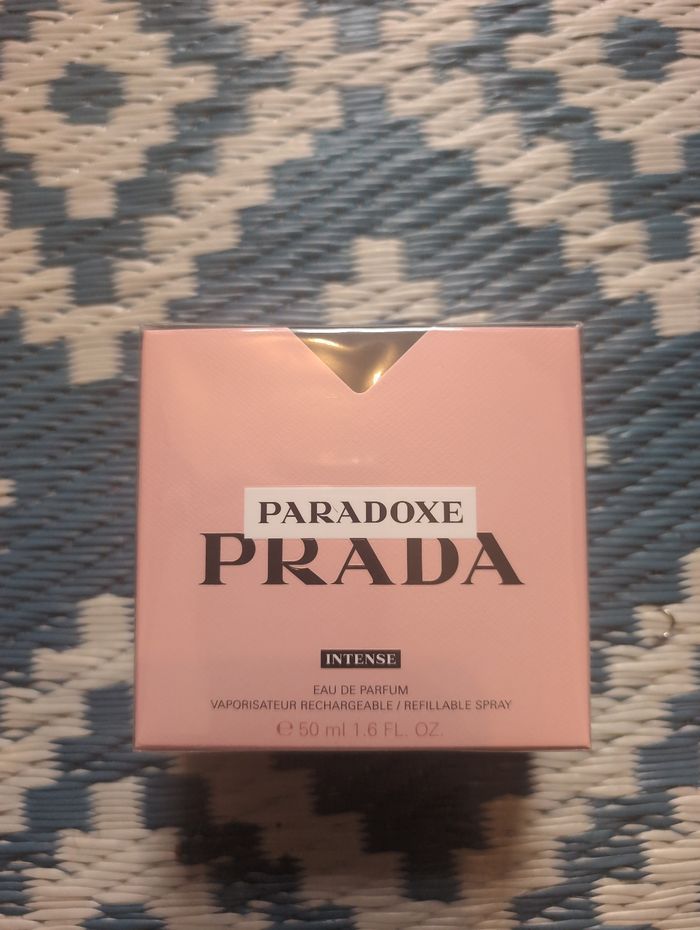 PARADOXE
PRADA
INTENSE
EAU DE PARFUM
VAPORISATEUR RECHARGEABLE / REFILLABLE SPRAY
℮ 50 ml 1.6 FL. OZ.